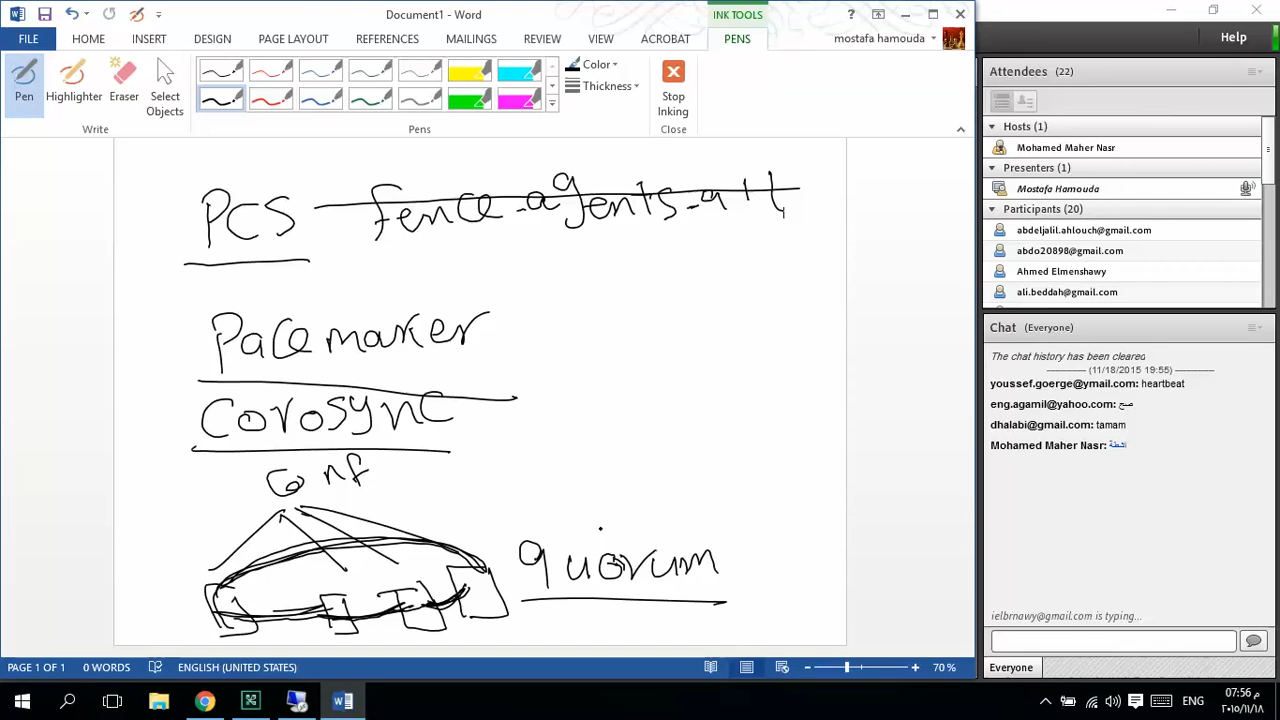 Document1 - Word
INK TOOLS
FILE
HOME
INSERT
DESIGN
PAGE LAYOUT
REFERENCES
MAILINGS
REVIEW
VIEW
ACROBAT
PENS
mostafa hamouda
Help
Pen
Highlighter
Eraser
Select Objects
Color
Thickness
Stop Inking
Write
Pens
Close
PCS fence-agents-all
Pacemaker
Corosync
Conf
quorum
Attendees (22)
Hosts (1)
Mohamed Maher Nasr
Presenters (1)
Mostafa Hamouda
Participants (20)
abdeljalil.ahlouch@gmail.com
abdo20898@gmail.com
Ahmed Elmenshawy
ali.beddah@gmail.com
Chat (Everyone)
The chat history has been cleared
---------- (11/18/2015 19:55) ----------
youssef.goerge@ymail.com: heartbeat
eng.agamil@yahoo.com: صح
dhalabi@gmail.com: tamam
Mohamed Maher Nasr: اشطة
ielbrnawy@gmail.com is typing...
Everyone
PAGE 1 OF 1
0 WORDS
ENGLISH (UNITED STATES)
70 %
ENG
07:56 م
٢٠١٥/١١/١٨